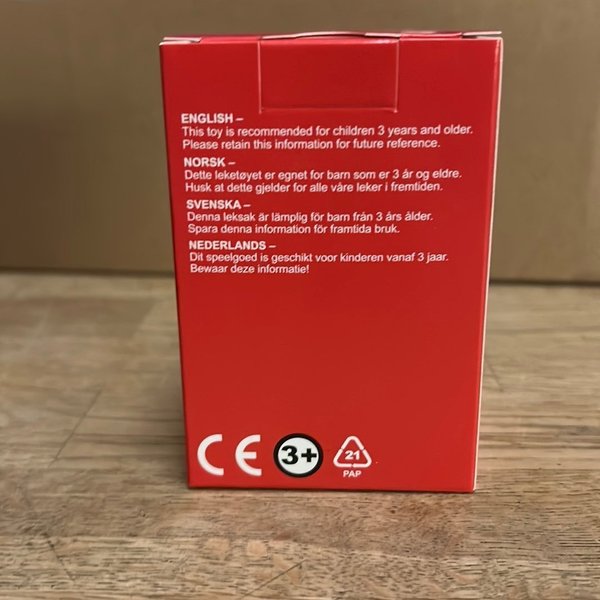 ENGLISH –
This toy is recommended for children 3 years and older.
Please retain this information for future reference.
NORSK –
Dette leketøyet er egnet for barn som er 3 år og eldre.
Husk at dette gjelder for alle våre leker i fremtiden.
SVENSKA –
Denna leksak är lämplig för barn från 3 års ålder.
Spara denna information för framtida bruk.
NEDERLANDS –
Dit speelgoed is geschikt voor kinderen vanaf 3 jaar.
Bewaar deze informatie!
CE 3+ 21
PAP